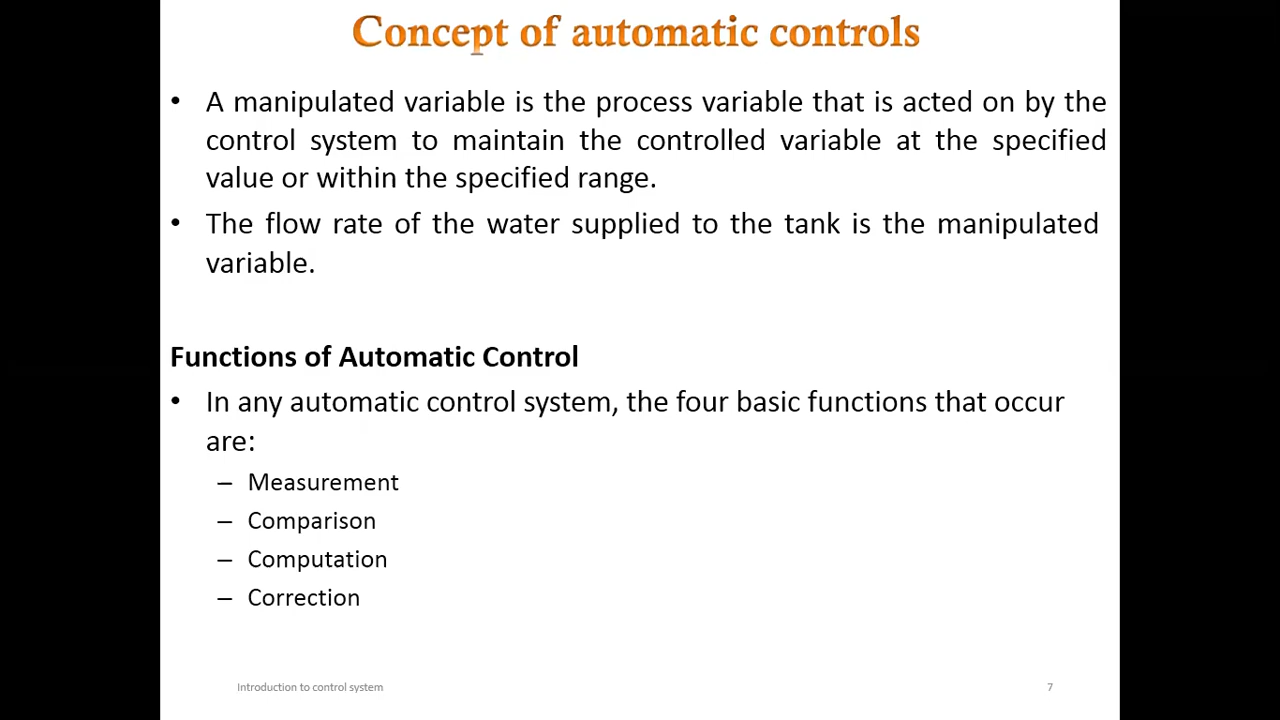 Concept of automatic controls
• A manipulated variable is the process variable that is acted on by the
control system to maintain the controlled variable at the specified
value or within the specified range.
• The flow rate of the water supplied to the tank is the manipulated
variable.
Functions of Automatic Control
• In any automatic control system, the four basic functions that occur
are:
– Measurement
– Comparison
– Computation
– Correction
Introduction to control system 7